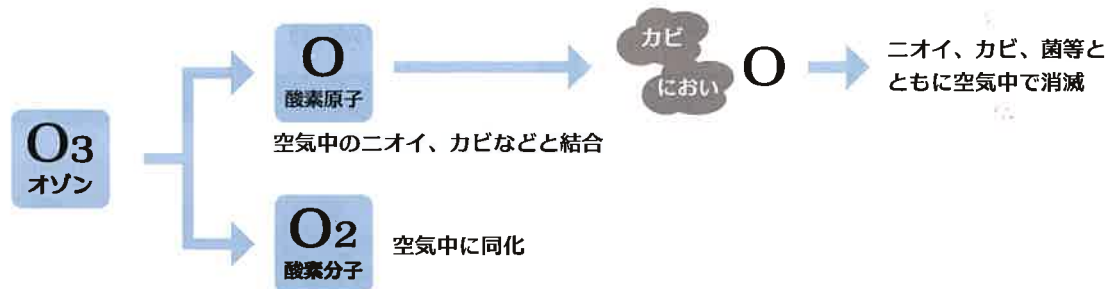 O3
オゾン
O
酸素原子
空気中のニオイ、カビなどと結合
カビ
におい
O
ニオイ、カビ、菌等と
ともに空気中で消滅
O2
酸素分子
空気中に同化